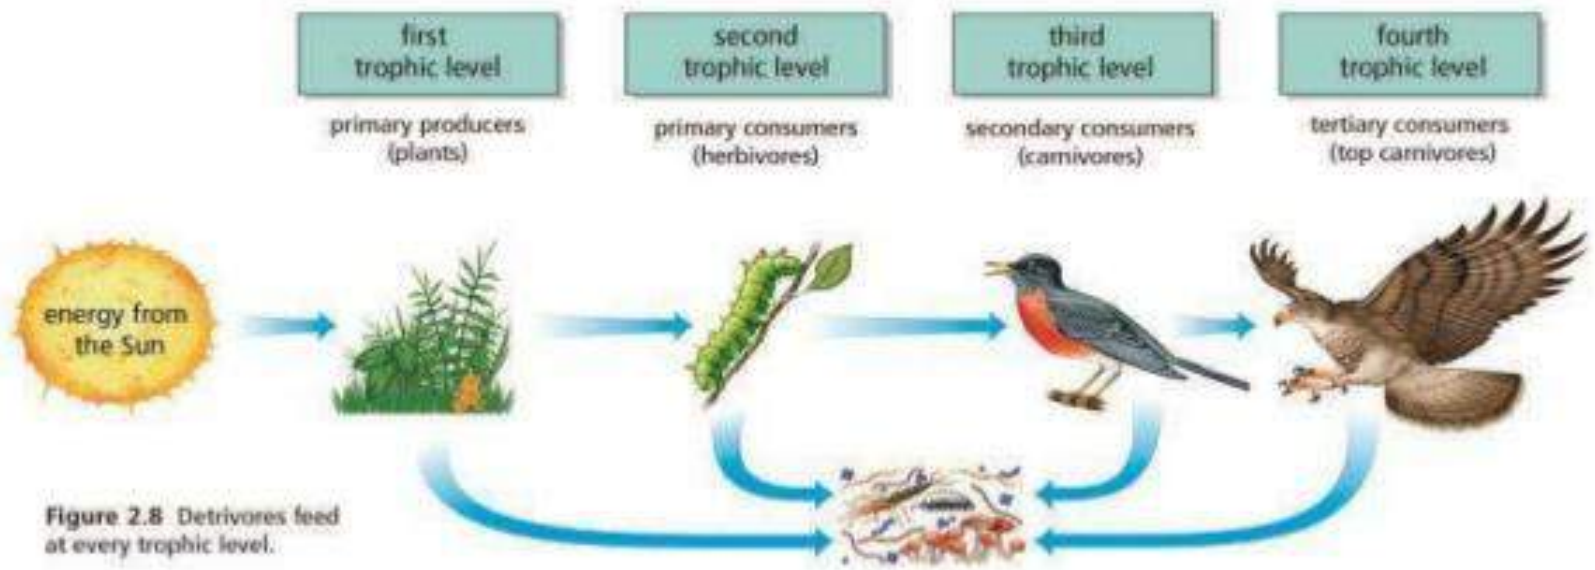 first
trophic level
second
trophic level
third
trophic level
fourth
trophic level
primary producers
(plants)
primary consumers
(herbivores)
secondary consumers
(carnivores)
tertiary consumers
(top carnivores)
energy from
the Sun
Figure 2.8 Detrivores feed
at every trophic level.